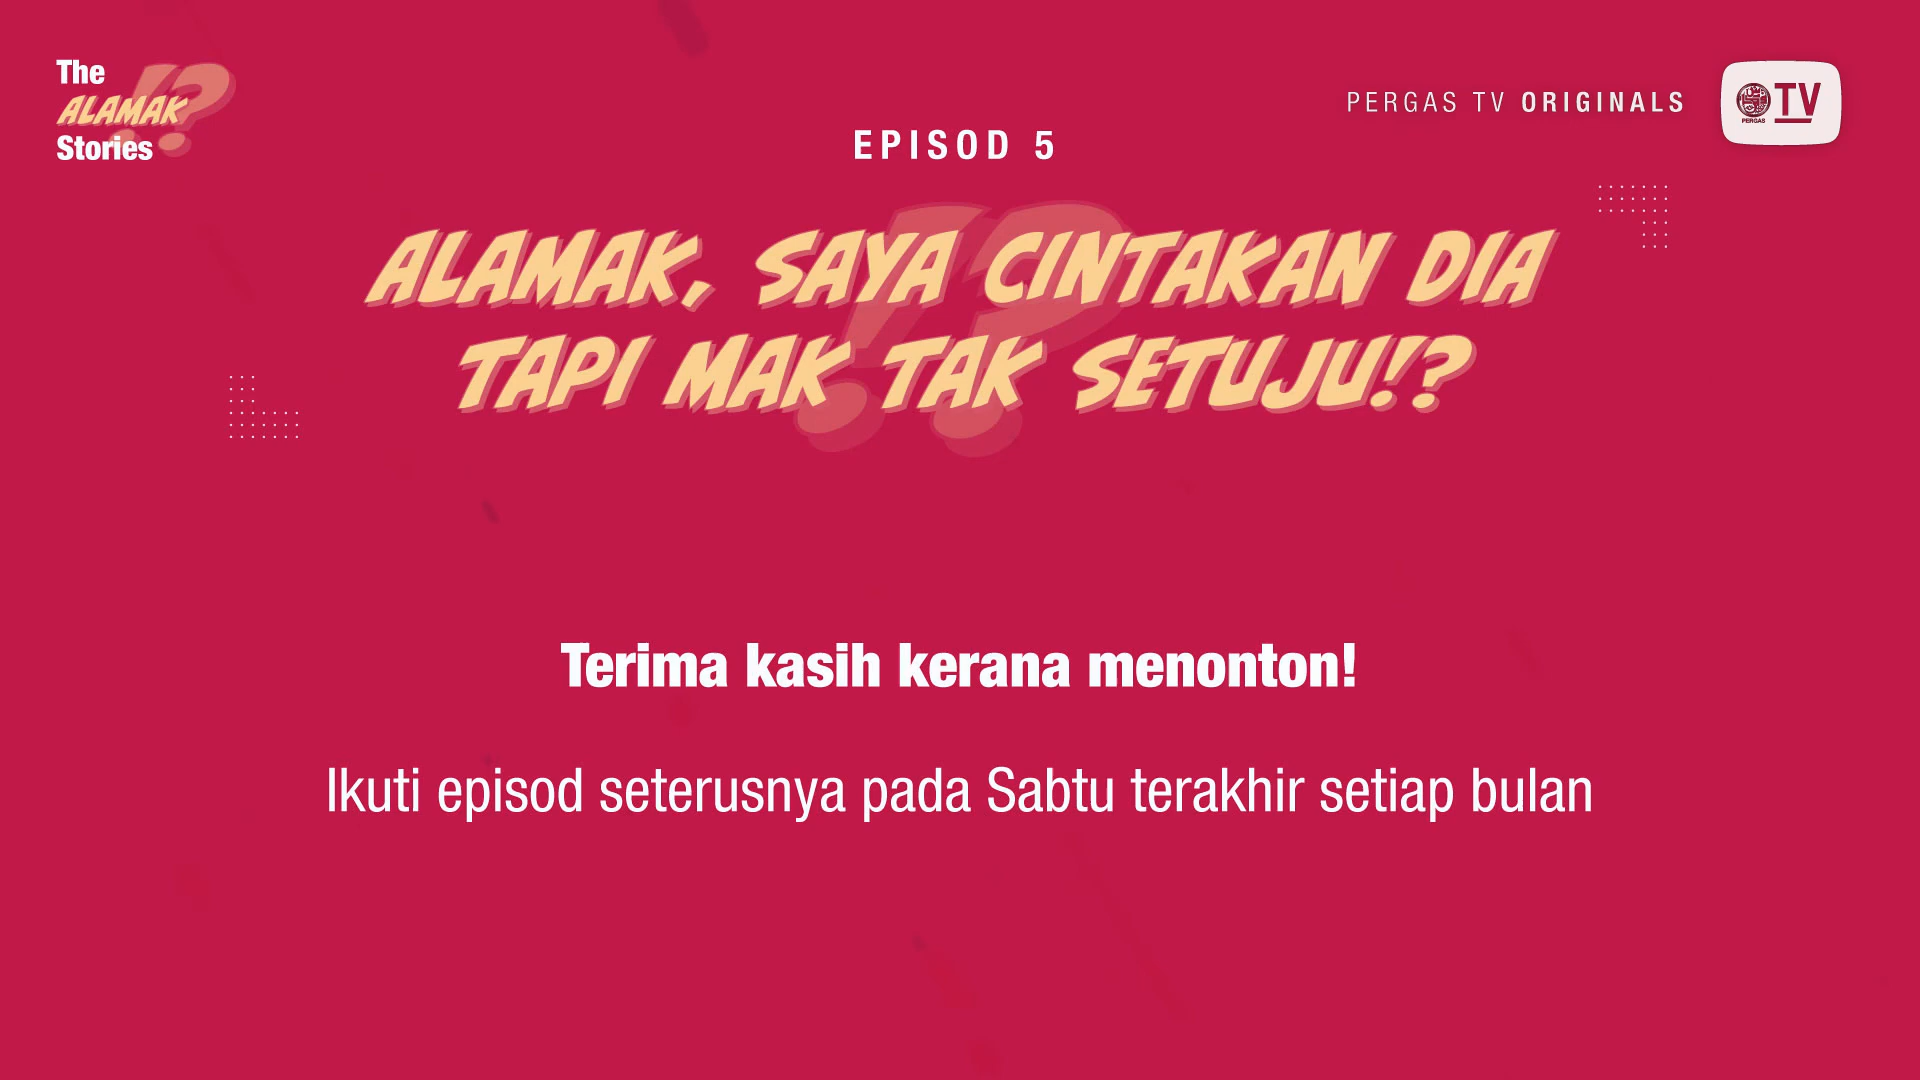 The
ALAMAK!?
Stories
PERGAS TV ORIGINALS
PERGAS TV
EPISOD 5
ALAMAK, SAYA CINTAKAN DIA
TAPI MAK TAK SETUJU!?
Terima kasih kerana menonton!
Ikuti episod seterusnya pada Sabtu terakhir setiap bulan